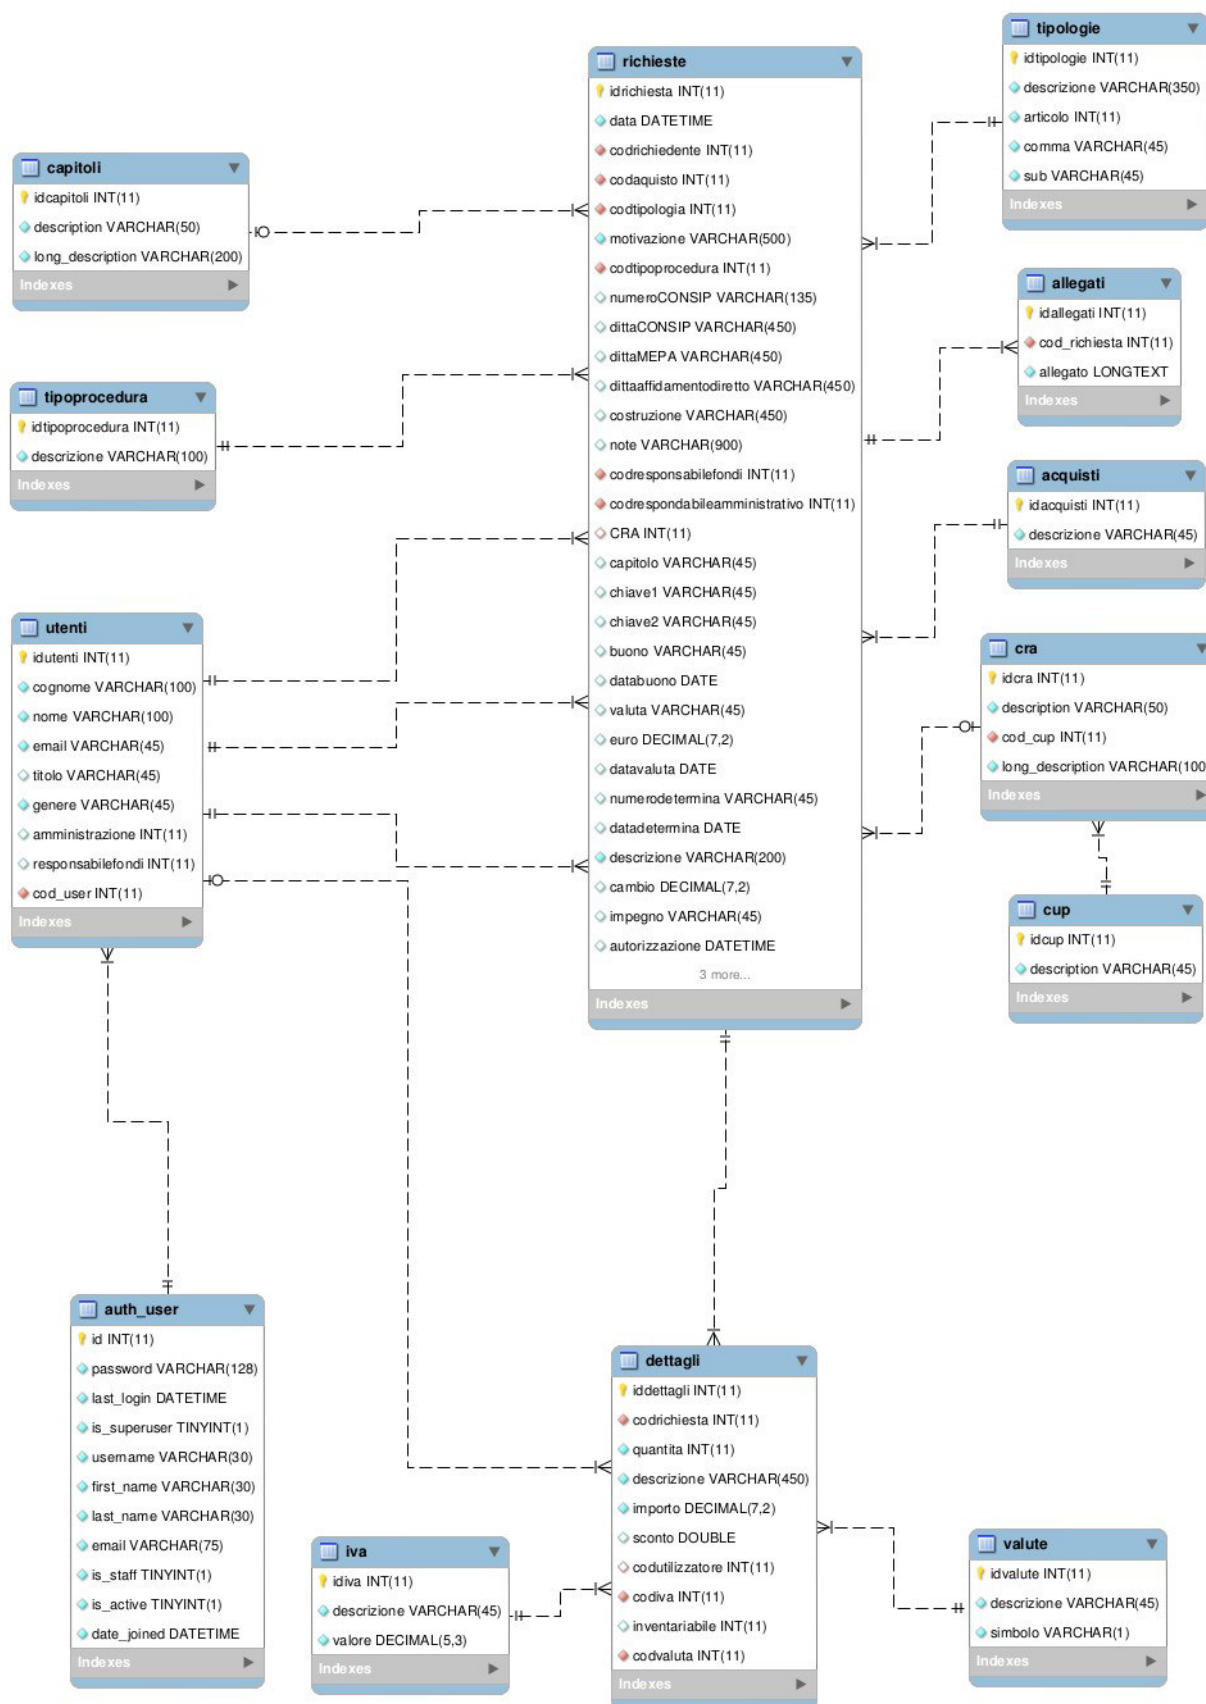 tipologie
idtipologie INT(11)
descrizione VARCHAR(350)
articolo INT(11)
comma VARCHAR(45)
sub VARCHAR(45)
Indexes
richieste
idrichiesta INT(11)
data DATETIME
codrichiedente INT(11)
codaquisto INT(11)
codtipologia INT(11)
motivazione VARCHAR(500)
codtipoprocedura INT(11)
numeroCONSIP VARCHAR(135)
dittaCONSIP VARCHAR(450)
dittaMEPA VARCHAR(450)
dittaaffidamentodiretto VARCHAR(450)
costruzione VARCHAR(450)
note VARCHAR(900)
codresponsabilefondi INT(11)
codrespondabileamministrativo INT(11)
CRA INT(11)
capitolo VARCHAR(45)
chiave1 VARCHAR(45)
chiave2 VARCHAR(45)
buono VARCHAR(45)
databuono DATE
valuta VARCHAR(45)
euro DECIMAL(7,2)
datavaluta DATE
numerodetermina VARCHAR(45)
datadetermina DATE
descrizione VARCHAR(200)
cambio DECIMAL(7,2)
impegno VARCHAR(45)
autorizzazione DATETIME
3 more...
Indexes
capitoli
idcapitoli INT(11)
description VARCHAR(50)
long_description VARCHAR(200)
Indexes
allegati
idallegati INT(11)
cod_richiesta INT(11)
allegato LONGTEXT
Indexes
tipoprocedura
idtipoprocedura INT(11)
descrizione VARCHAR(100)
Indexes
acquisti
idacquisti INT(11)
descrizione VARCHAR(45)
Indexes
utenti
idutenti INT(11)
cognome VARCHAR(100)
nome VARCHAR(100)
email VARCHAR(45)
titolo VARCHAR(45)
genere VARCHAR(45)
amministrazione INT(11)
responsabilefondi INT(11)
cod_user INT(11)
Indexes
cra
idcra INT(11)
description VARCHAR(50)
cod_cup INT(11)
long_description VARCHAR(100
Indexes
cup
idcup INT(11)
description VARCHAR(45)
Indexes
auth_user
id INT(11)
password VARCHAR(128)
last_login DATETIME
is_superuser TINYINT(1)
username VARCHAR(30)
first_name VARCHAR(30)
last_name VARCHAR(30)
email VARCHAR(75)
is_staff TINYINT(1)
is_active TINYINT(1)
date_joined DATETIME
Indexes
dettagli
iddettagli INT(11)
codrichiesta INT(11)
quantita INT(11)
descrizione VARCHAR(450)
importo DECIMAL(7,2)
sconto DOUBLE
codutilizzatore INT(11)
codiva INT(11)
inventariabile INT(11)
codvaluta INT(11)
Indexes
iva
idiva INT(11)
descrizione VARCHAR(45)
valore DECIMAL(5,3)
Indexes
valute
idvalute INT(11)
descrizione VARCHAR(45)
simbolo VARCHAR(1)
Indexes